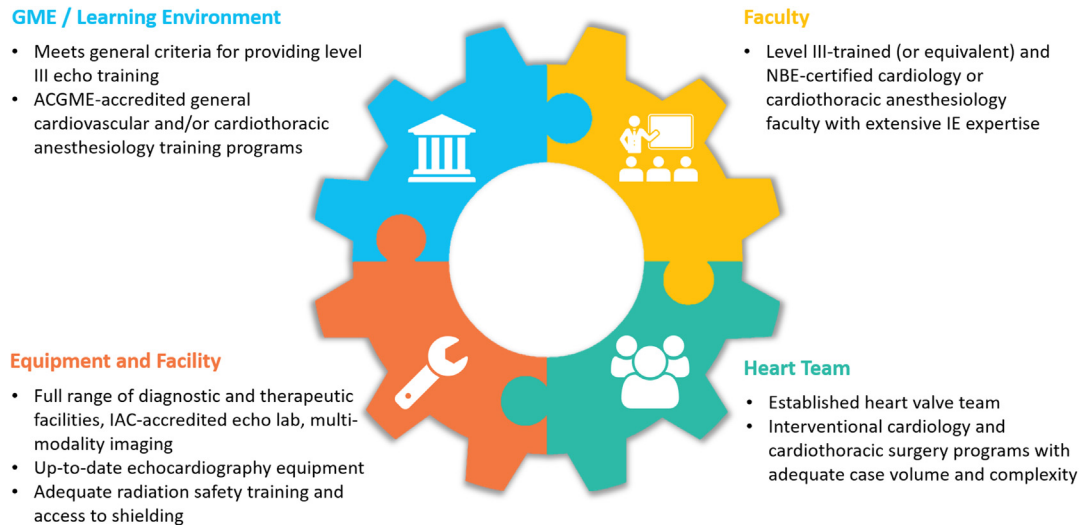 GME / Learning Environment
• Meets general criteria for providing level
III echo training
• ACGME-accredited general
cardiovascular and/or cardiothoracic
anesthesiology training programs
Faculty
• Level III-trained (or equivalent) and
NBE-certified cardiology or
cardiothoracic anesthesiology
faculty with extensive IE expertise
Equipment and Facility
• Full range of diagnostic and therapeutic
facilities, IAC-accredited echo lab, multi-
modality imaging
• Up-to-date echocardiography equipment
• Adequate radiation safety training and
access to shielding
Heart Team
• Established heart valve team
• Interventional cardiology and
cardiothoracic surgery programs with
adequate case volume and complexity